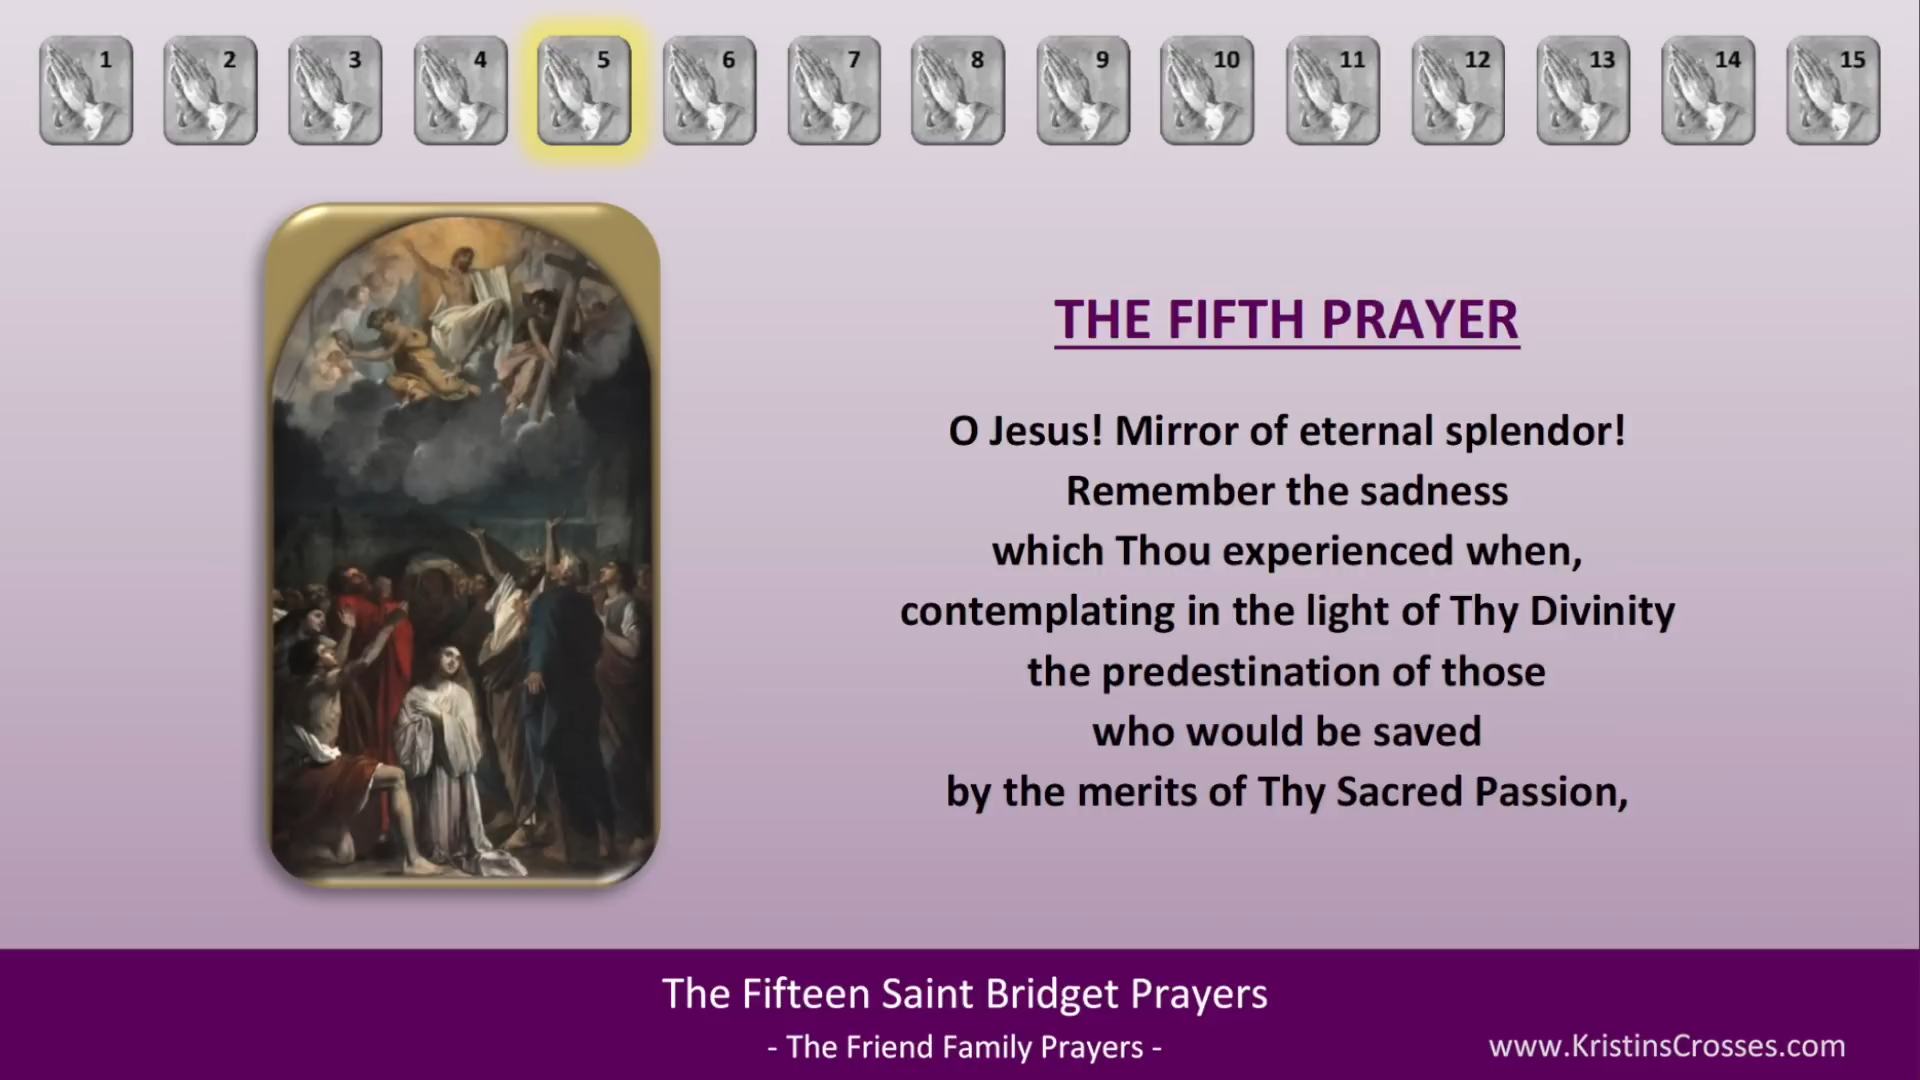 1 2 3 4 5 6 7 8 9 10 11 12 13 14 15
THE FIFTH PRAYER
O Jesus! Mirror of eternal splendor!
Remember the sadness
which Thou experienced when,
contemplating in the light of Thy Divinity
the predestination of those
who would be saved
by the merits of Thy Sacred Passion,
The Fifteen Saint Bridget Prayers
- The Friend Family Prayers -
www.KristinsCrosses.com